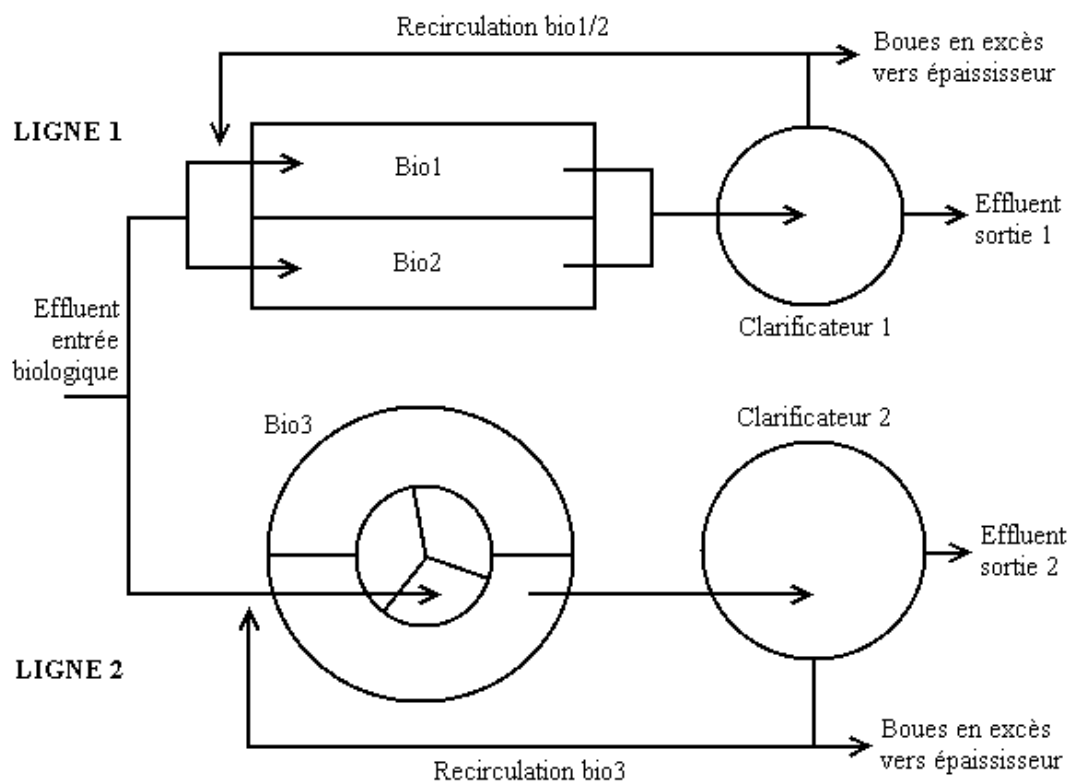 Recirculation bio1/2
Boues en excès
vers épaississeur
LIGNE 1
Bio1
Bio2
Effluent
sortie 1
Clarificateur 1
Effluent
entrée
biologique
Bio3
Clarificateur 2
Effluent
sortie 2
LIGNE 2
Boues en excès
vers épaississeur
Recirculation bio3